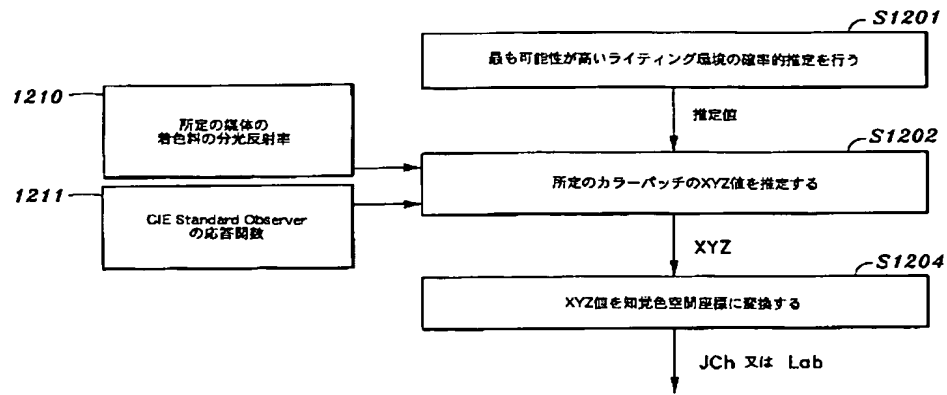 S1201
最も可能性が高いライティング環境の確率的推定を行う
1210
所定の媒体の
着色料の分光反射率
推定値
S1202
1211
所定のカラーパッチのXYZ値を推定する
CIE Standard Observer
の応答関数
XYZ
S1204
XYZ値を知覚色空間座標に変換する
JCh 又は Lab